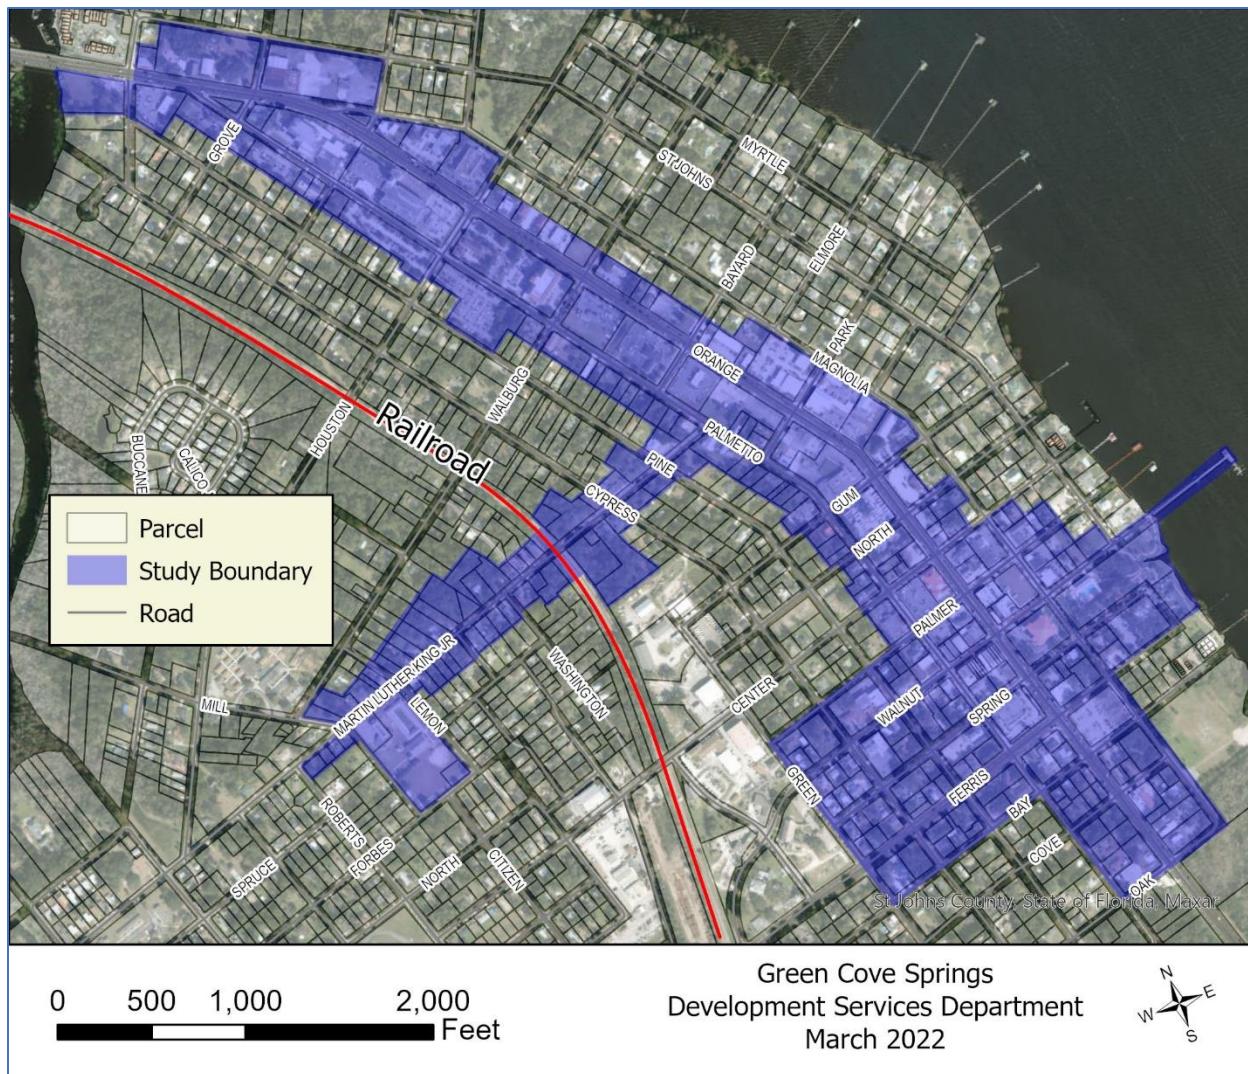 MYRTLE
ST JOHNS
GROVE
ELMORE
BAYARD
PARK
ORANGE
MAGNOLIA
WALBURG
HOUSTON
Railroad
PALMETTO
PINE
CYPRESS
BUCCANE
CALICO
GUM
NORTH
Parcel
Study Boundary
Road
PALMER
MARTIN LUTHER KING JR
WASHINGTON
CENTER
WALNUT
SPRING
MILL
LEMON
GREEN
FERRIS
BAY
ROBERTS
FORBES
COVE
SPRUCE
NORTH
CITIZEN
OAK
St Johns County, State of Florida, Maxar
0 500 1,000 2,000
Feet
Green Cove Springs
Development Services Department
March 2022
N
E
W
S